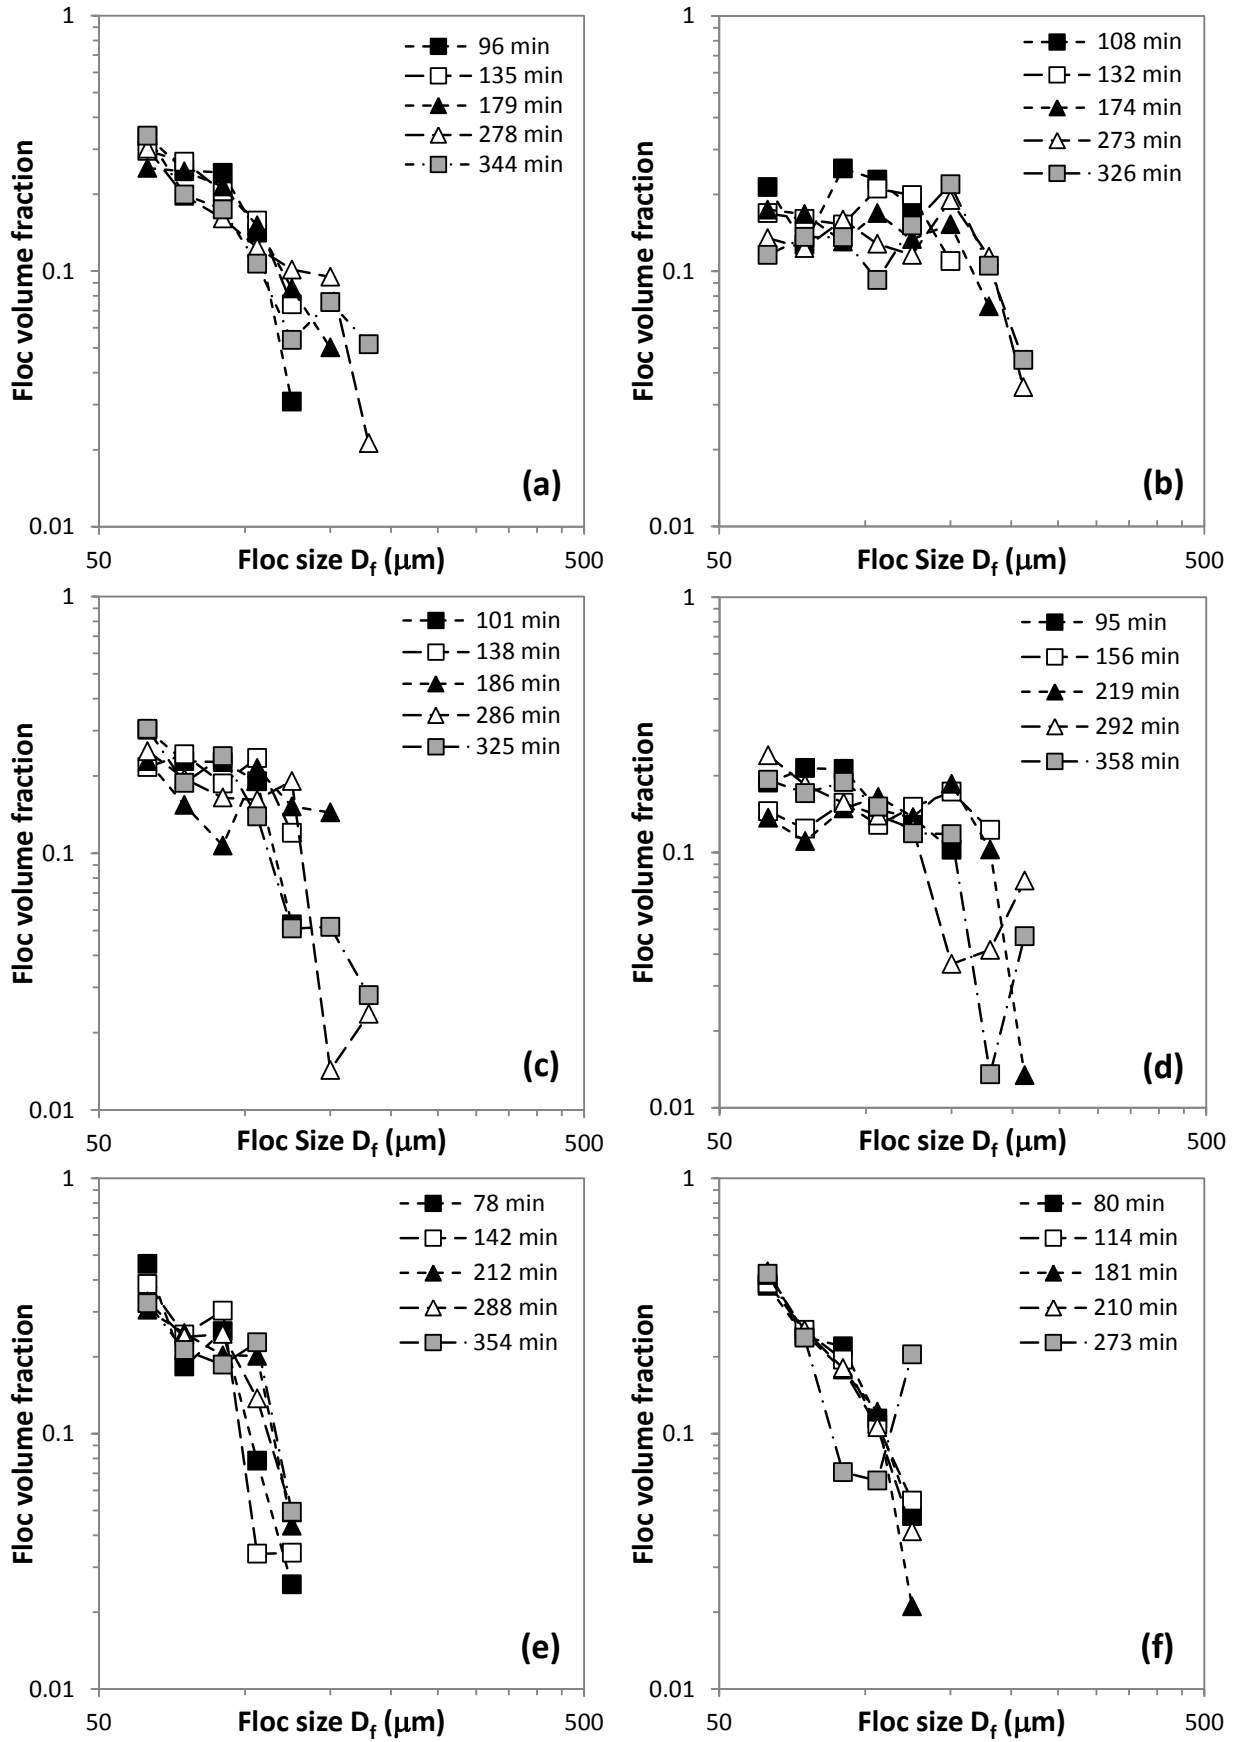 1
0.1
0.01
Floc volume fraction
96 min
135 min
179 min
278 min
344 min
(a)
50
Floc size D_f (μm)
500
1
0.1
0.01
Floc volume fraction
108 min
132 min
174 min
273 min
326 min
(b)
50
Floc Size D_f (μm)
500
1
0.1
0.01
Floc volume fraction
101 min
138 min
186 min
286 min
325 min
(c)
50
Floc Size D_f (μm)
500
1
0.1
0.01
Floc volume fraction
95 min
156 min
219 min
292 min
358 min
(d)
50
Floc size D_f (μm)
500
1
0.1
0.01
Floc volume fraction
78 min
142 min
212 min
288 min
354 min
(e)
50
Floc size D_f (μm)
500
1
0.1
0.01
Floc volume fraction
80 min
114 min
181 min
210 min
273 min
(f)
50
Floc size D_f (μm)
500